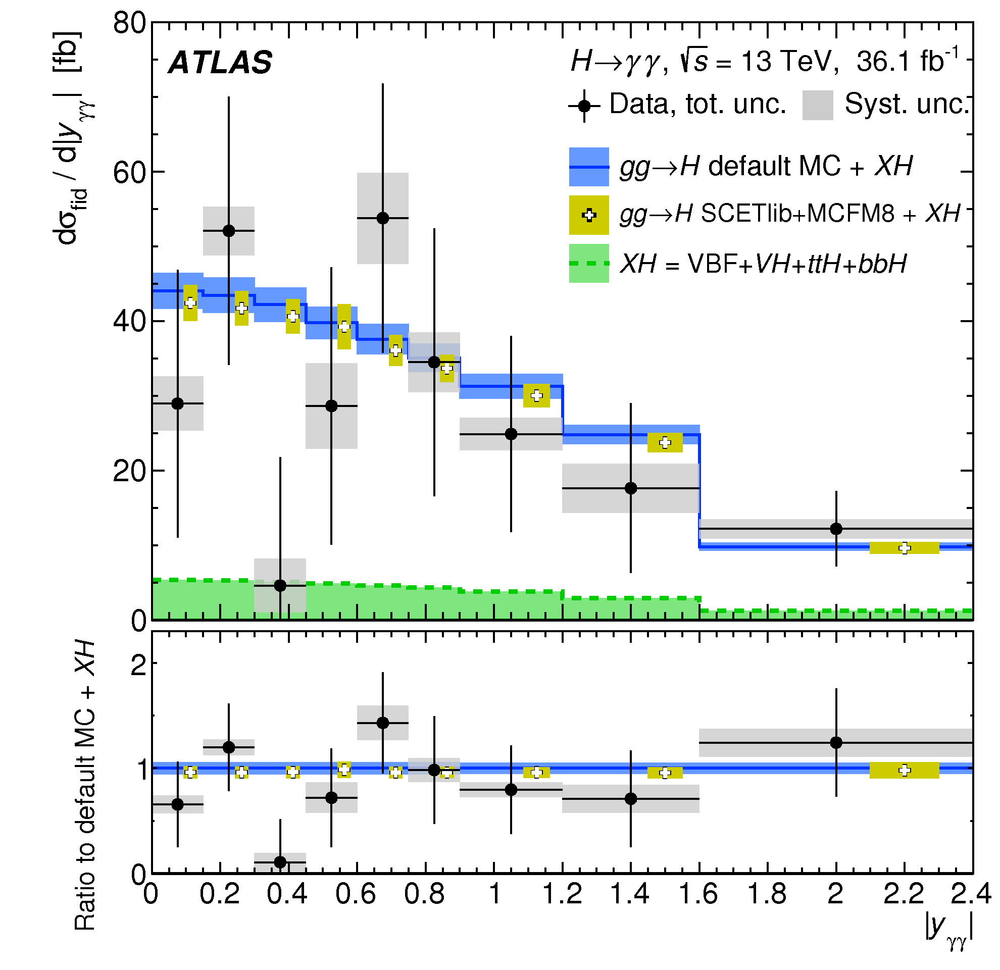 ATLAS
H→γγ, √s = 13 TeV, 36.1 fb⁻¹
Data, tot. unc. Syst. unc.
gg→H default MC + XH
gg→H SCETlib+MCFM8 + XH
XH = VBF+VH+ttH+bbH
dσ_fid / d|y_γγ| [fb]
80
60
40
20
0
Ratio to default MC + XH
2
1
0
0 0.2 0.4 0.6 0.8 1 1.2 1.4 1.6 1.8 2 2.2 2.4
|y_γγ|